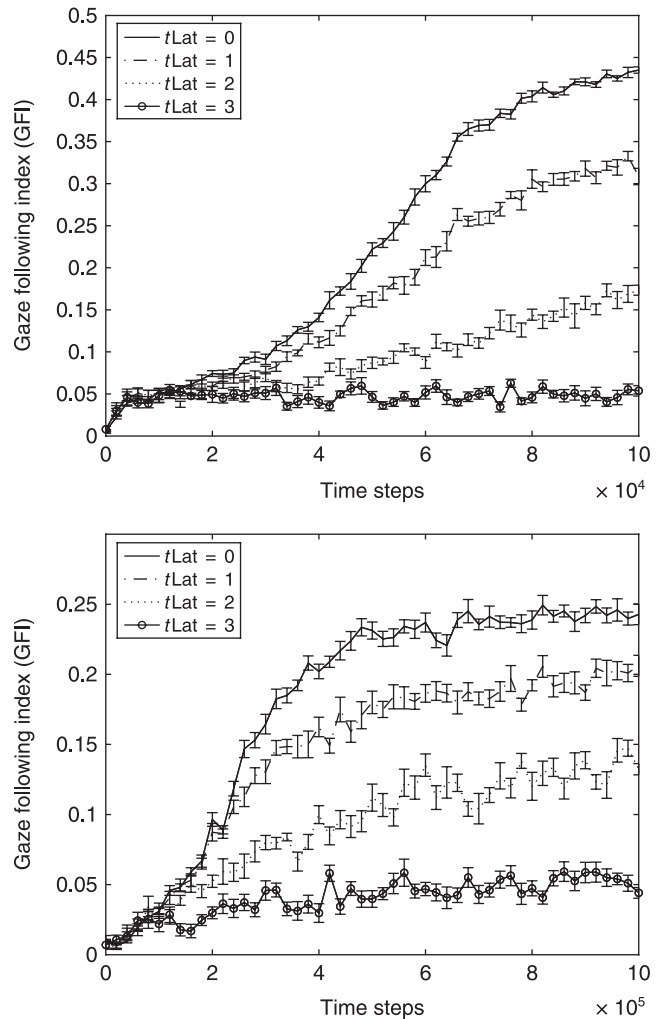 0.5
0.45
0.4
0.35
0.3
0.25
0.2
0.15
0.1
0.05
0
Gaze following index (GFI)
tLat = 0
tLat = 1
tLat = 2
tLat = 3
0 2 4 6 8 10
Time steps × 10⁴
0.25
0.2
0.15
0.1
0.05
0
Gaze following index (GFI)
tLat = 0
tLat = 1
tLat = 2
tLat = 3
0 2 4 6 8 10
Time steps × 10⁵